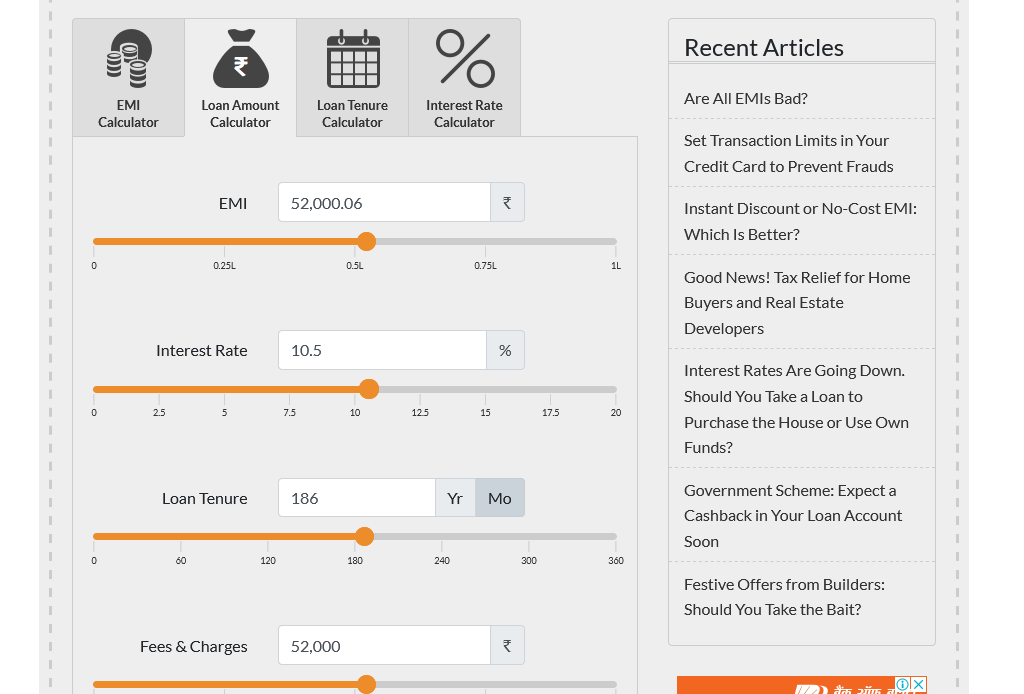 EMI
Calculator
₹
Loan Amount
Calculator
Loan Tenure
Calculator
Interest Rate
Calculator
EMI
52,000.06
₹
0
0.25L
0.5L
0.75L
1L
Interest Rate
10.5
%
0
2.5
5
7.5
10
12.5
15
17.5
20
Loan Tenure
186
Yr
Mo
0
60
120
180
240
300
360
Fees & Charges
52,000
₹
Recent Articles
Are All EMIs Bad?
Set Transaction Limits in Your
Credit Card to Prevent Frauds
Instant Discount or No-Cost EMI:
Which Is Better?
Good News! Tax Relief for Home
Buyers and Real Estate
Developers
Interest Rates Are Going Down.
Should You Take a Loan to
Purchase the House or Use Own
Funds?
Government Scheme: Expect a
Cashback in Your Loan Account
Soon
Festive Offers from Builders:
Should You Take the Bait?